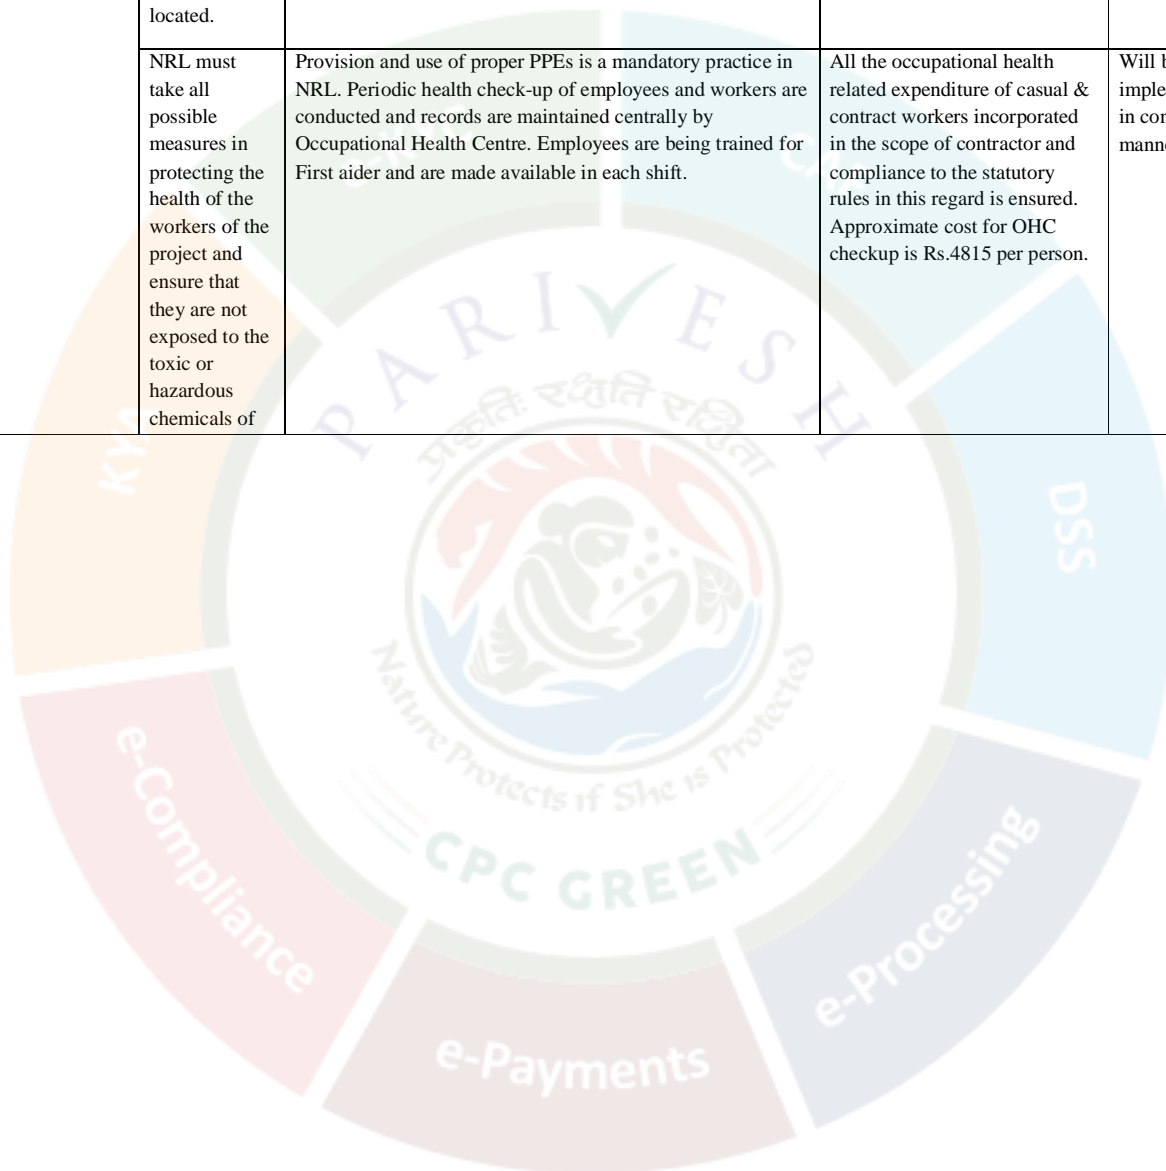 located.
NRL must
take all
possible
measures in
protecting the
health of the
workers of the
project and
ensure that
they are not
exposed to the
toxic or
hazardous
chemicals of
Provision and use of proper PPEs is a mandatory practice in
NRL. Periodic health check-up of employees and workers are
conducted and records are maintained centrally by
Occupational Health Centre. Employees are being trained for
First aider and are made available in each shift.
All the occupational health
related expenditure of casual &
contract workers incorporated
in the scope of contractor and
compliance to the statutory
rules in this regard is ensured.
Approximate cost for OHC
checkup is Rs.4815 per person.
Will
in
e-KYC
CAF
KYA
DSS
PARIVESH
प्रकृतिः रक्षति रक्षिता
Nature Protects if She is Protected
CPC GREEN
e-Compliance
e-Processing
e-Payments